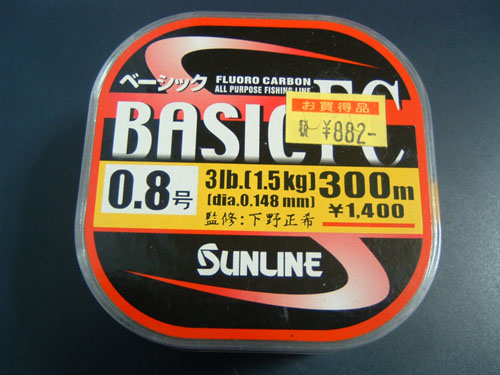 ベーシック FLUORO CARBON
ALL PURPOSE FISHING LINE
お買得品
¥882-
BASIC FC
0.8号
3lb.(1.5kg) 300m
(dia.0.148mm) ¥1,400
監修:下野正希
SUNLINE